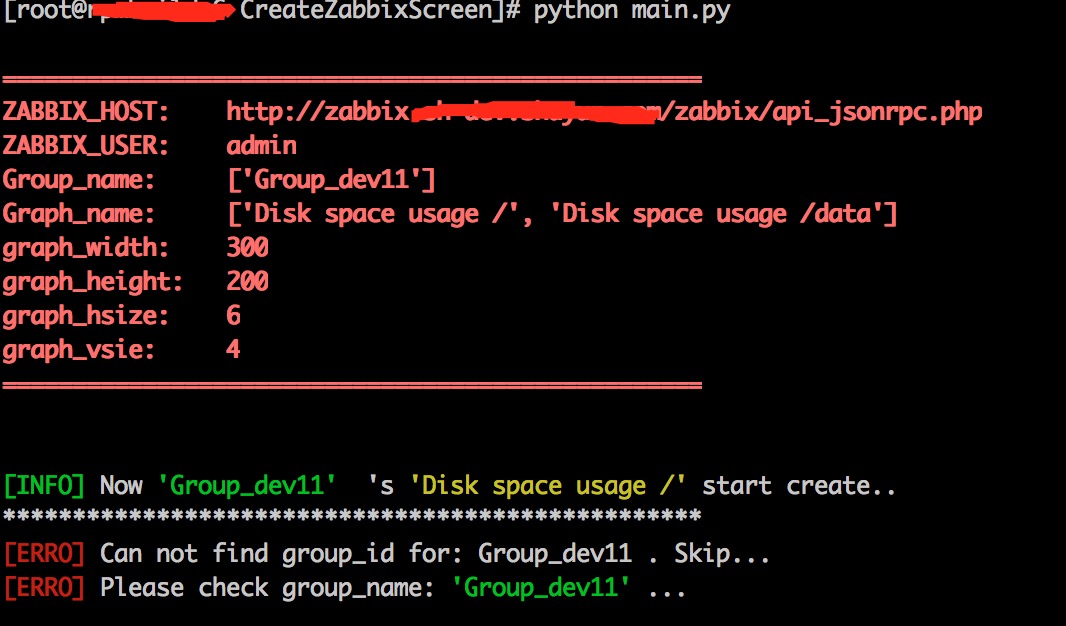 [root@ CreateZabbixScreen]# python main.py
ZABBIX_HOST: http://zabbix. /zabbix/api_jsonrpc.php
ZABBIX_USER: admin
Group_name: ['Group_dev11']
Graph_name: ['Disk space usage /', 'Disk space usage /data']
graph_width: 300
graph_height: 200
graph_hsize: 6
graph_vsie: 4
[INFO] Now 'Group_dev11' 's 'Disk space usage /' start create..
**************************************************
[ERRO] Can not find group_id for: Group_dev11 . Skip...
[ERRO] Please check group_name: 'Group_dev11' ...